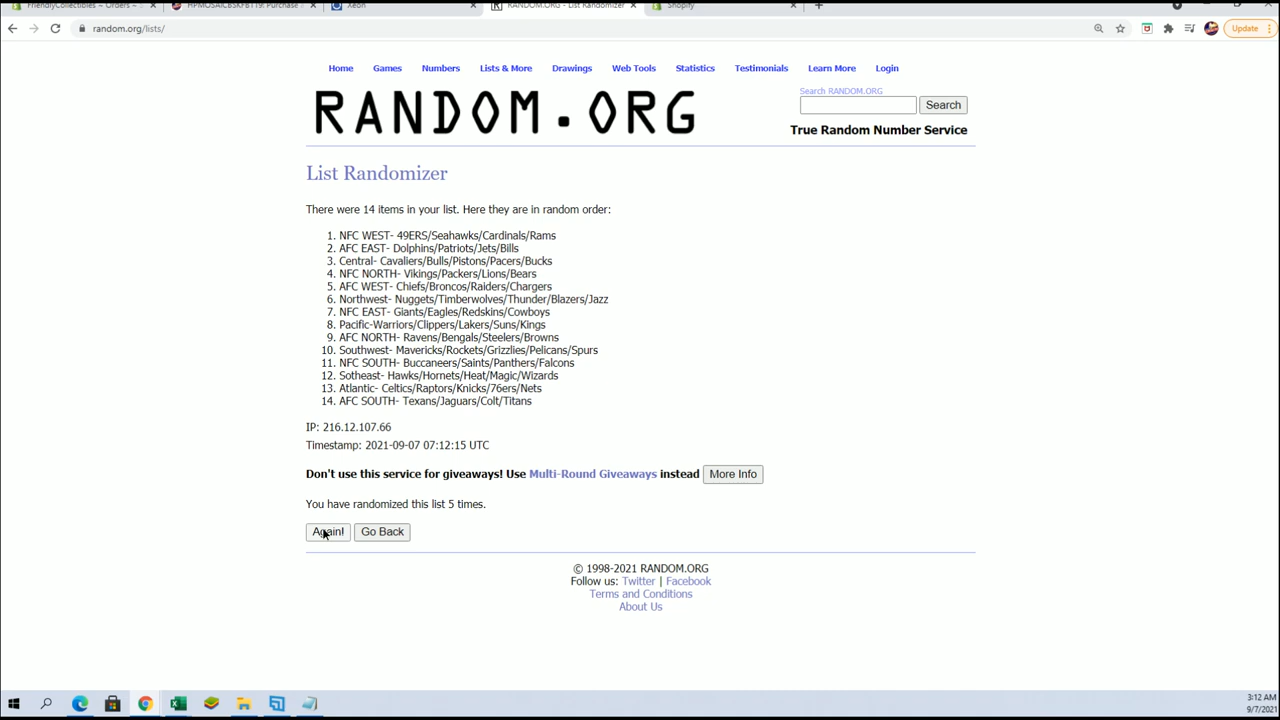 FriendlyCollectibles ~ Orders ~
HPMOSAICBSKFBT19! Purchase
Xeon
RANDOM.ORG - List Randomizer
Shopify
random.org/lists/
Update
Home Games Numbers Lists & More Drawings Web Tools Statistics Testimonials Learn More Login
RANDOM.ORG
Search RANDOM.ORG
Search
True Random Number Service
List Randomizer
There were 14 items in your list. Here they are in random order:
1. NFC WEST- 49ERS/Seahawks/Cardinals/Rams
2. AFC EAST- Dolphins/Patriots/Jets/Bills
3. Central- Cavaliers/Bulls/Pistons/Pacers/Bucks
4. NFC NORTH- Vikings/Packers/Lions/Bears
5. AFC WEST- Chiefs/Broncos/Raiders/Chargers
6. Northwest- Nuggets/Timberwolves/Thunder/Blazers/Jazz
7. NFC EAST- Giants/Eagles/Redskins/Cowboys
8. Pacific-Warriors/Clippers/Lakers/Suns/Kings
9. AFC NORTH- Ravens/Bengals/Steelers/Browns
10. Southwest- Mavericks/Rockets/Grizzlies/Pelicans/Spurs
11. NFC SOUTH- Buccaneers/Saints/Panthers/Falcons
12. Sotheast- Hawks/Hornets/Heat/Magic/Wizards
13. Atlantic- Celtics/Raptors/Knicks/76ers/Nets
14. AFC SOUTH- Texans/Jaguars/Colt/Titans
IP: 216.12.107.66
Timestamp: 2021-09-07 07:12:15 UTC
Don't use this service for giveaways! Use Multi-Round Giveaways instead More Info
You have randomized this list 5 times.
Again! Go Back
© 1998-2021 RANDOM.ORG
Follow us: Twitter | Facebook
Terms and Conditions
About Us
3:12 AM
9/7/2021